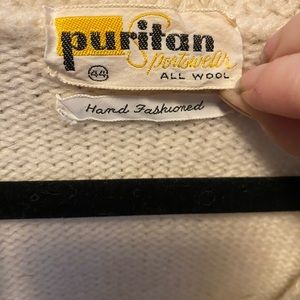 puritan
Sportswear
44
ALL WOOL
Hand Fashioned